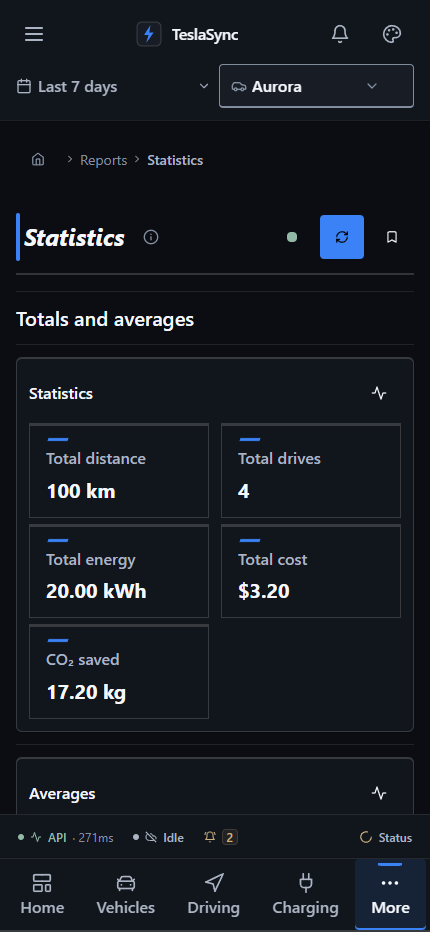 TeslaSync
Last 7 days
Aurora
Reports
Statistics
Statistics
Totals and averages
Statistics
Total distance
Total drives
100 km
4
Total energy
Total cost
20.00 kWh
$3.20
CO₂ saved
17.20 kg
Averages
API · 271ms
Idle
2
Status
Home
Vehicles
Driving
Charging
More